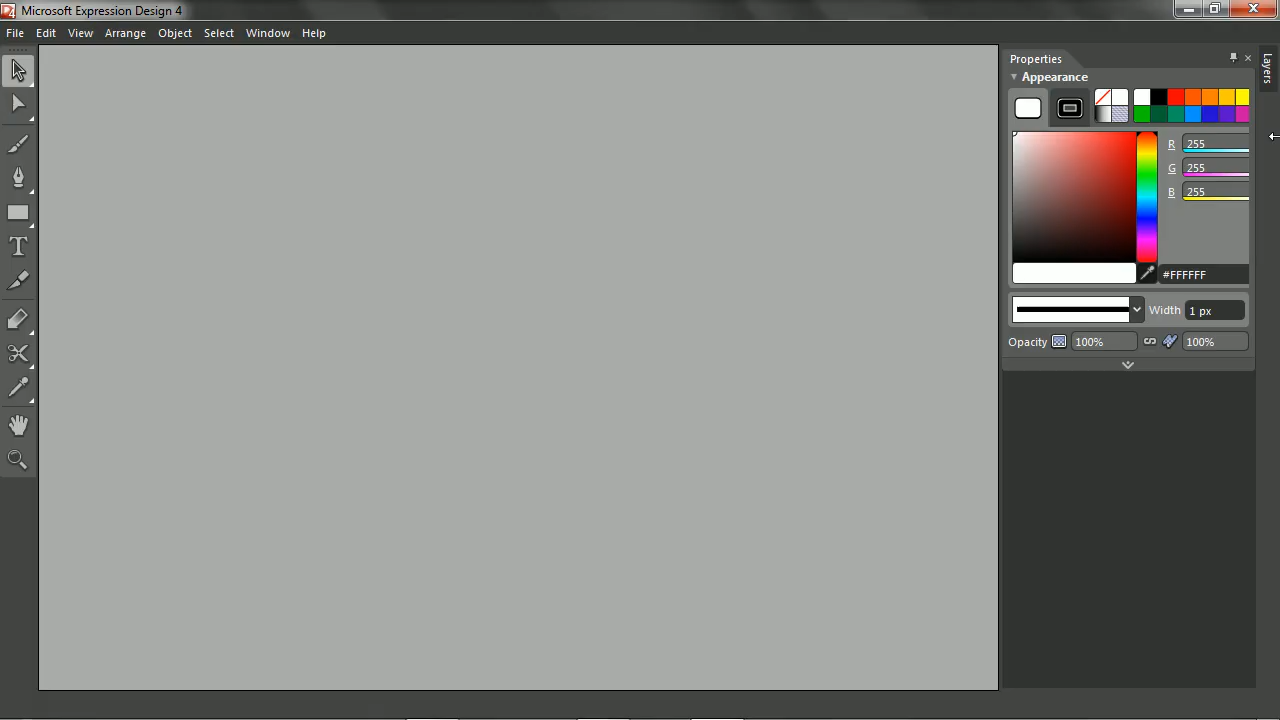 Microsoft Expression Design 4
File Edit View Arrange Object Select Window Help
Properties
Layers
Appearance
R 255
G 255
B 255
#FFFFFF
Width 1 px
Opacity 100% 100%